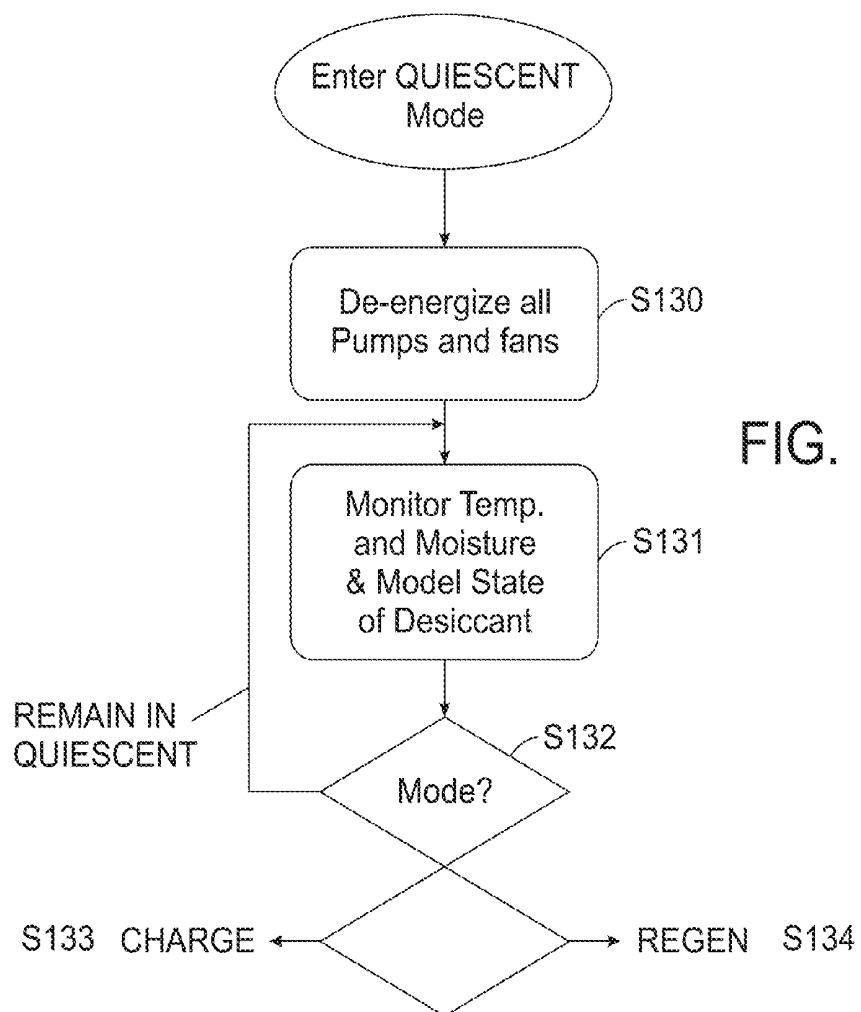 Enter QUIESCENT
Mode
De-energize all
Pumps and fans
S130
FIG.
Monitor Temp.
and Moisture
& Model State
of Desiccant
S131
REMAIN IN
QUIESCENT
S132
Mode?
S133 CHARGE
REGEN S134